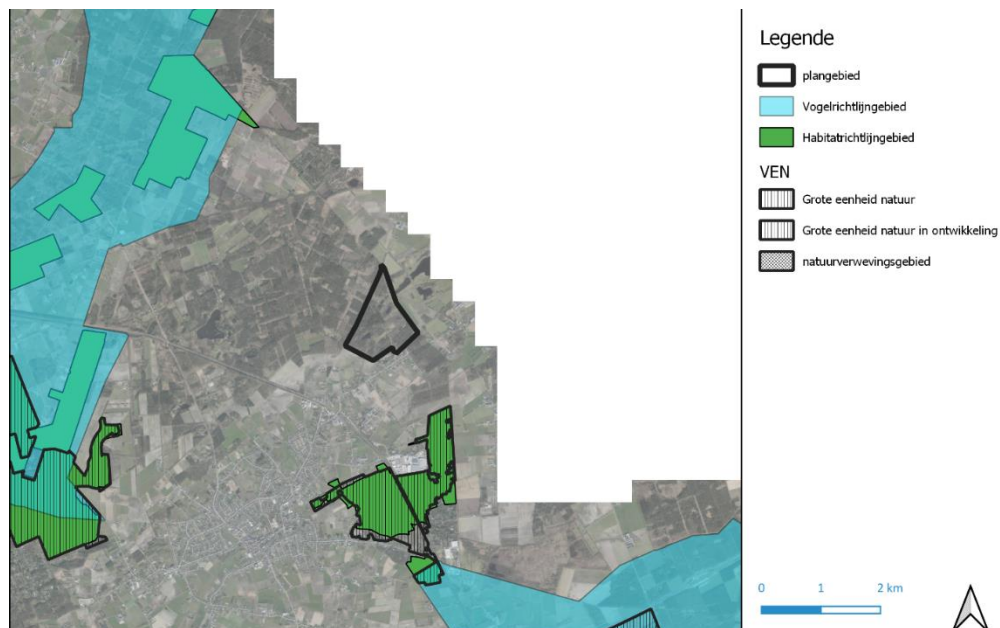 Legende
plangebied
Vogelrichtlijngebied
Habitatrichtlijngebied
VEN
Grote eenheid natuur
Grote eenheid natuur in ontwikkeling
natuurverwevingsgebied
0 1 2 km